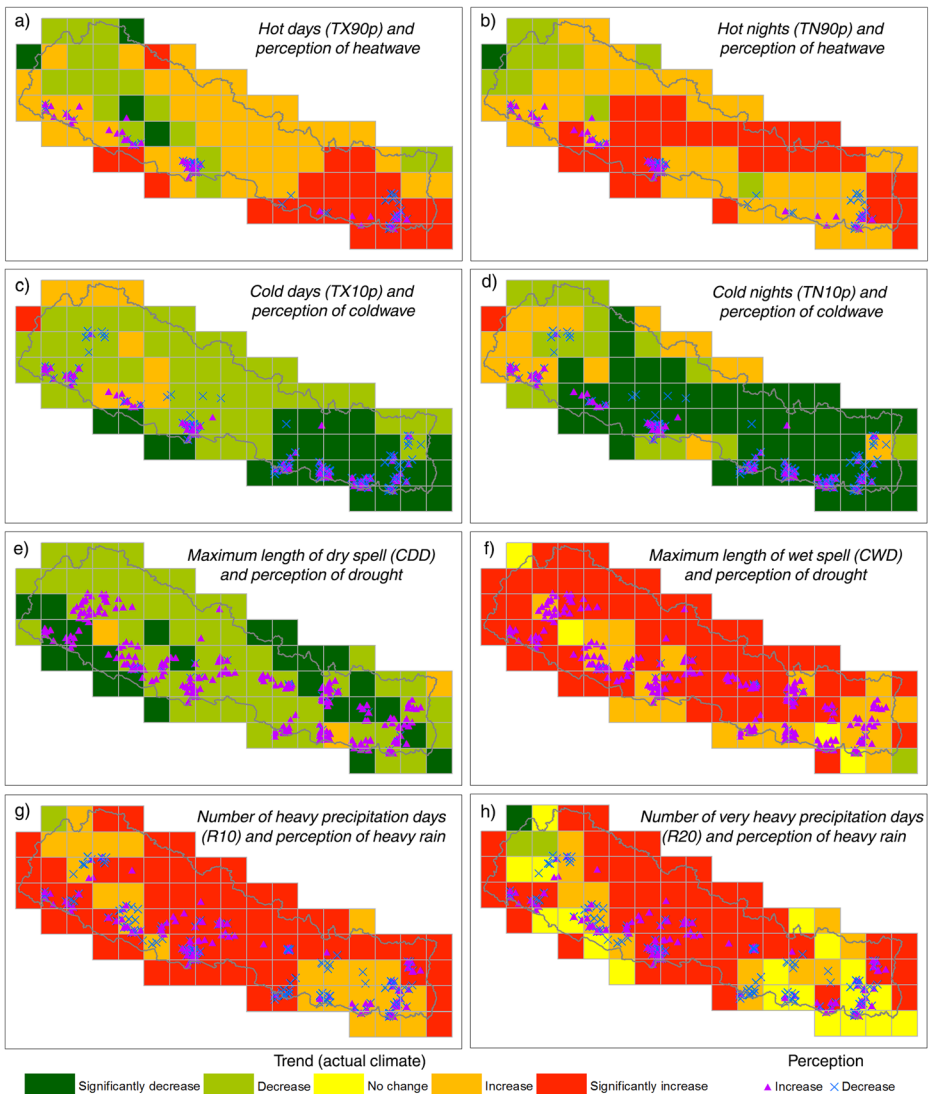 a)
Hot days (TX90p) and
perception of heatwave
b)
Hot nights (TN90p) and
perception of heatwave
c)
Cold days (TX10p) and
perception of coldwave
d)
Cold nights (TN10p) and
perception of coldwave
e)
Maximum length of dry spell (CDD)
and perception of drought
f)
Maximum length of wet spell (CWD)
and perception of drought
g)
Number of heavy precipitation days
(R10) and perception of heavy rain
h)
Number of very heavy precipitation days
(R20) and perception of heavy rain
Trend (actual climate)
Perception
Significantly decrease
Decrease
No change
Increase
Significantly increase
Increase
Decrease